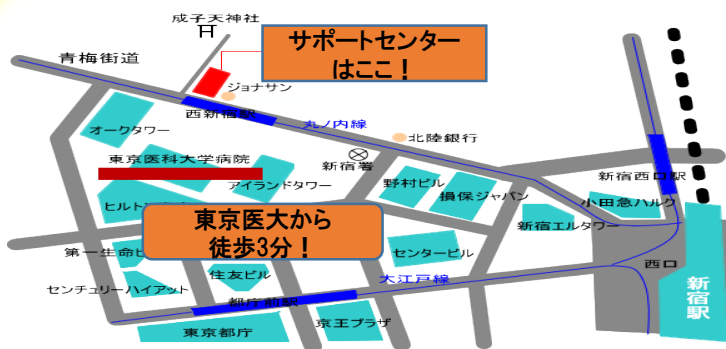 成子天神社
サポートセンター
はここ！
青梅街道
ジョナサン
西新宿駅
丸ノ内線
オークタワー
北陸銀行
新宿署
東京医科大学病院
アイランドタワー
野村ビル
損保ジャパン
新宿西口駅
小田急ハルク
ヒルトン
新宿エルタワー
東京医大から
徒歩3分！
第一生命
センタービル
西口
住友ビル
大江戸線
センチュリーハイアット
新宿駅
都庁前駅
東京都庁
京王プラザ